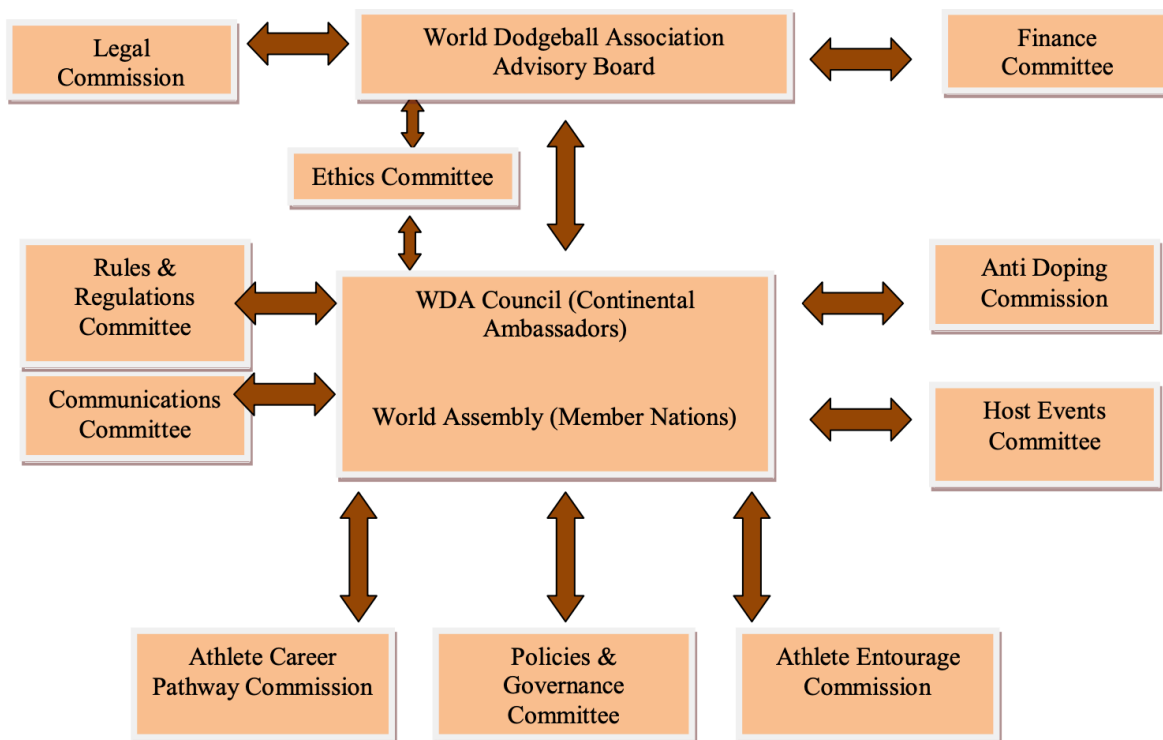 Legal
Commission
World Dodgeball Association
Advisory Board
Finance
Committee
Ethics Committee
Rules &
Regulations
Committee
WDA Council (Continental
Ambassadors)
Anti Doping
Commission
Communications
Committee
World Assembly (Member Nations)
Host Events
Committee
Athlete Career
Pathway Commission
Policies &
Governance
Committee
Athlete Entourage
Commission